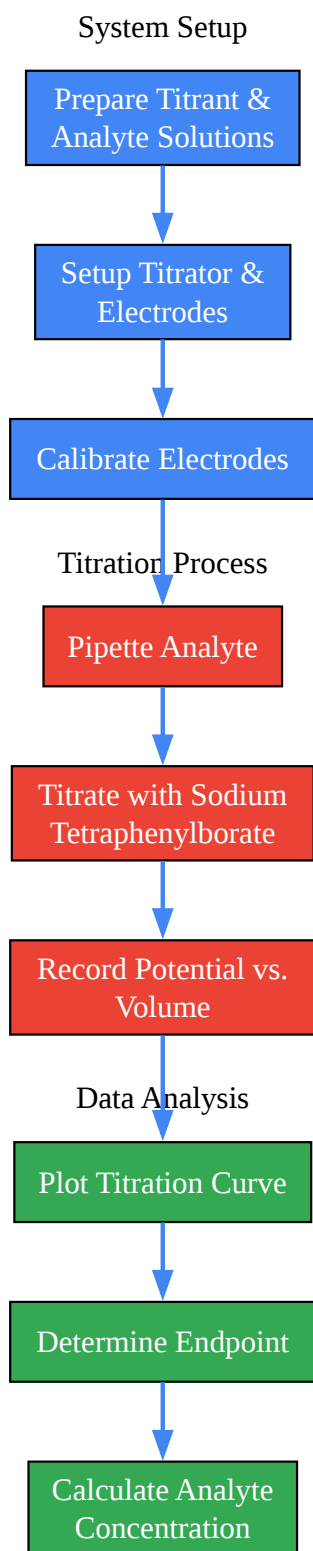 System Setup
Prepare Titrant &
Analyte Solutions
Setup Titrator &
Electrodes
Calibrate Electrodes
Titration Process
Pipette Analyte
Titrate with Sodium
Tetraphenylborate
Record Potential vs.
Volume
Data Analysis
Plot Titration Curve
Determine Endpoint
Calculate Analyte
Concentration